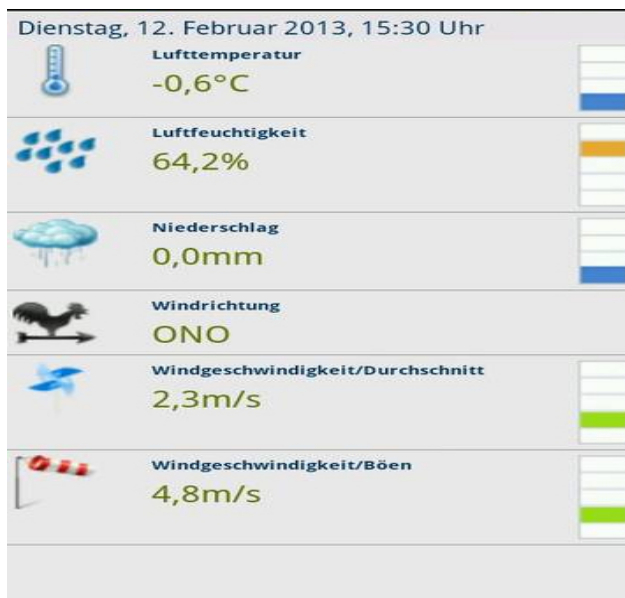 Dienstag, 12. Februar 2013, 15:30 Uhr
Lufttemperatur
-0,6°C
Luftfeuchtigkeit
64,2%
Niederschlag
0,0mm
Windrichtung
ONO
Windgeschwindigkeit/Durchschnitt
2,3m/s
Windgeschwindigkeit/Böen
4,8m/s